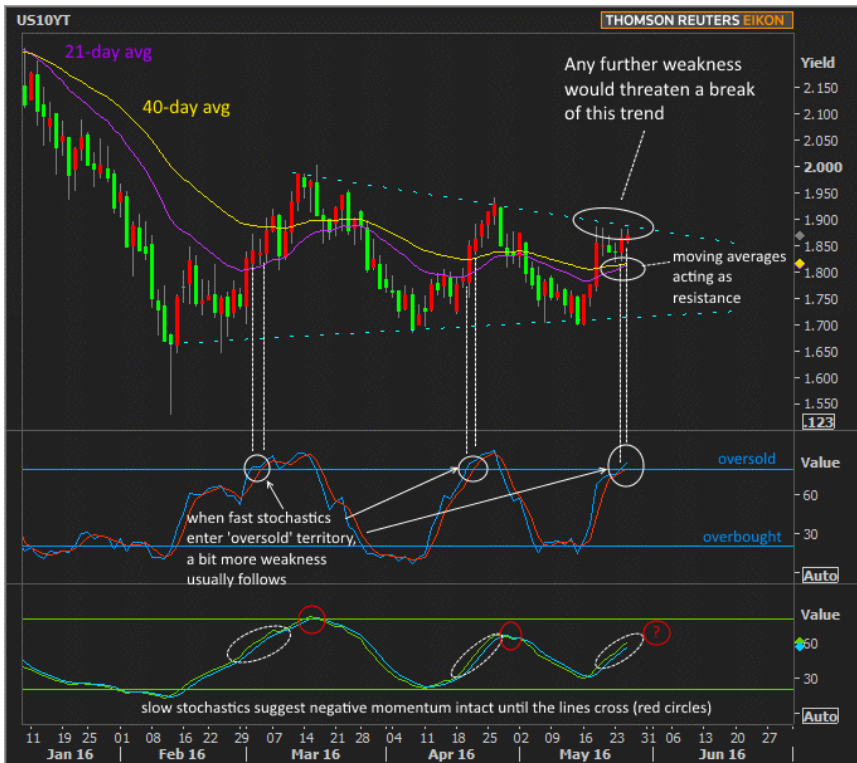 US10YT
THOMSON REUTERS EIKON
21-day avg
40-day avg
Any further weakness
would threaten a break
of this trend
Yield
2.150
2.100
2.050
2.000
1.950
1.900
1.850
1.800
1.750
1.700
1.650
1.600
1.550
.123
moving averages
acting as
resistance
oversold
Value
60
30
overbought
Auto
when fast stochastics
enter 'oversold' territory,
a bit more weakness
usually follows
Value
60
30
Auto
?
slow stochastics suggest negative momentum intact until the lines cross (red circles)
11 19 25 01 08 16 22 29 07 14 21 28 04 11 18 25 02 09 16 23 31 06 13 20 27
Jan 16 Feb 16 Mar 16 Apr 16 May 16 Jun 16